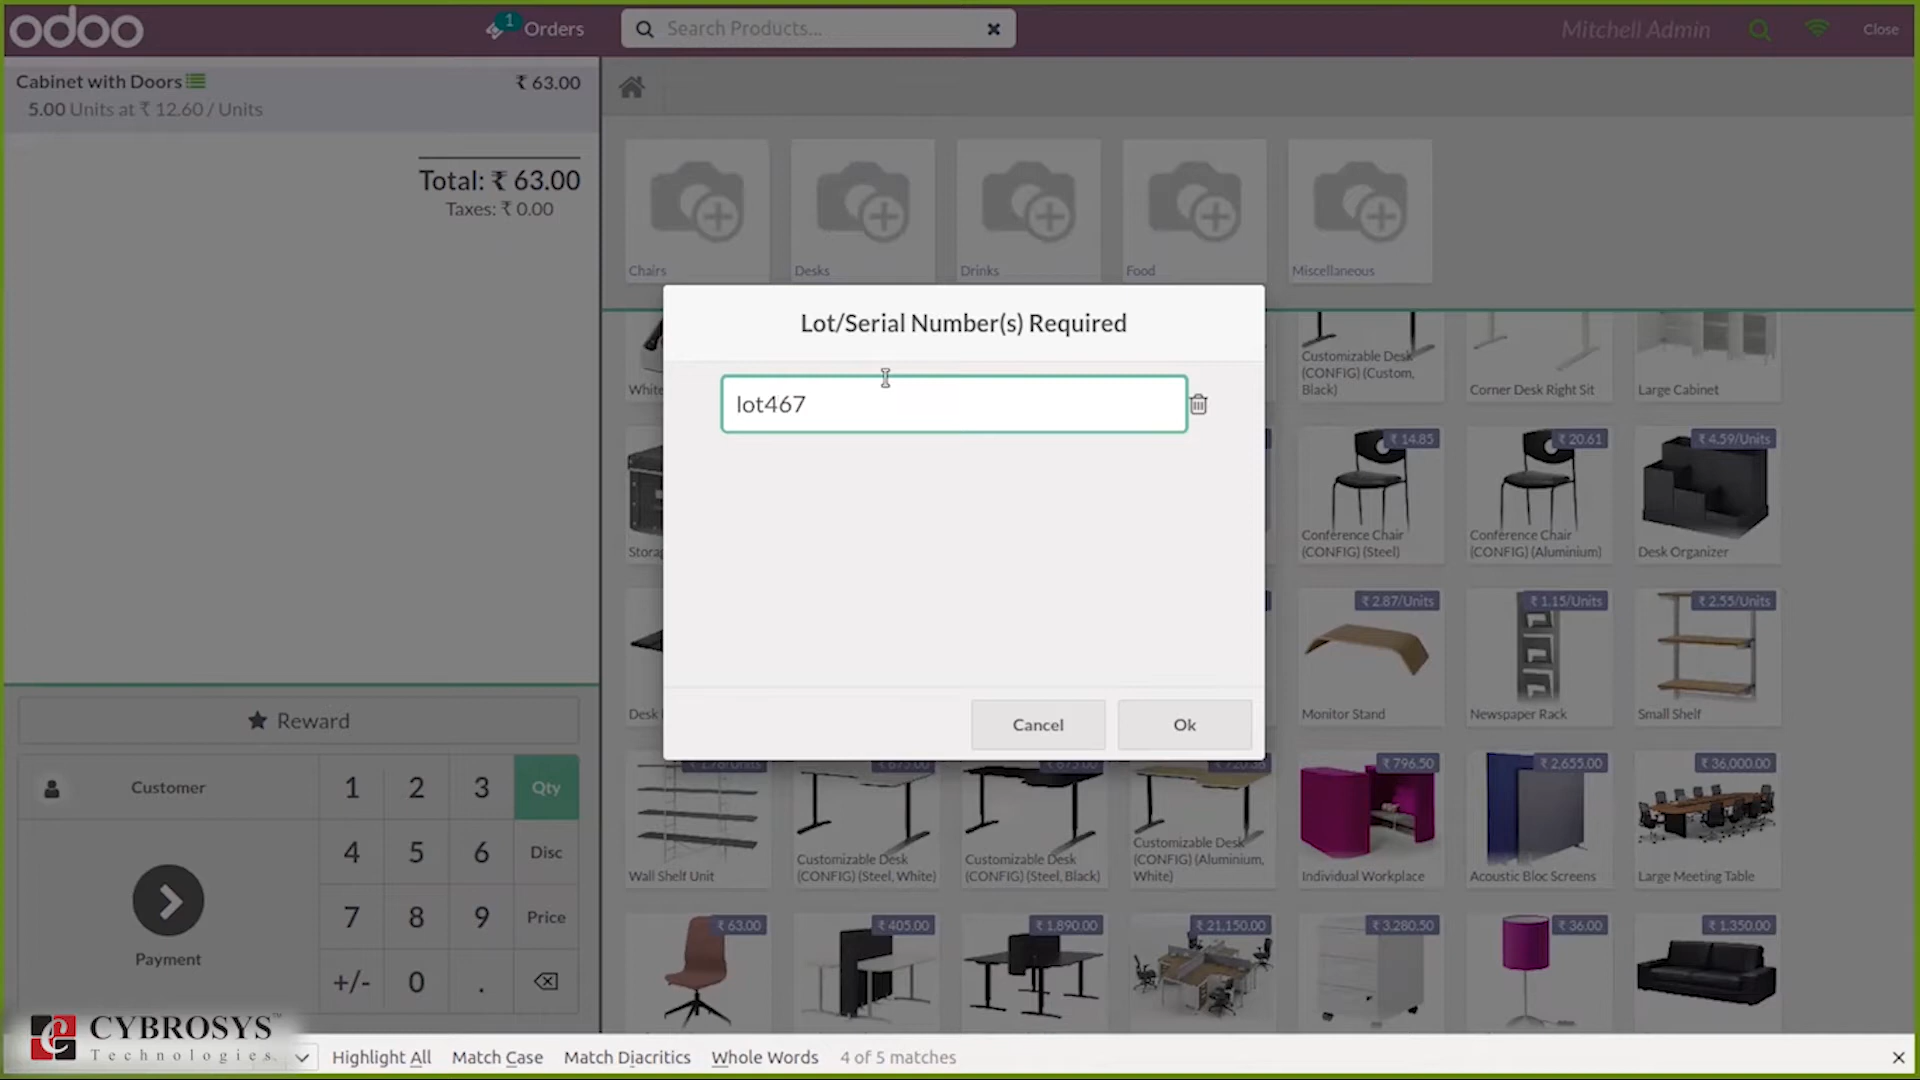 odoo
1
Orders
Search Products...
Mitchell Admin
Close
Cabinet with Doors
₹ 63.00
5.00 Units at ₹ 12.60 / Units
Total: ₹ 63.00
Taxes: ₹ 0.00
Chairs
Desks
Drinks
Food
Miscellaneous
Lot/Serial Number(s) Required
lot467
Cancel
Ok
Customizable Desk
(CONFIG) (Custom,
Black)
Corner Desk Right Sit
Large Cabinet
₹ 14.85
₹ 20.61
₹ 4.59/Units
Conference Chair
(CONFIG) (Steel)
Conference Chair
(CONFIG) (Aluminium)
Desk Organizer
Desk
₹ 2.87/Units
₹ 1.15/Units
₹ 2.55/Units
Monitor Stand
Newspaper Rack
Small Shelf
₹ 796.50
₹ 2,655.00
₹ 36,000.00
Wall Shelf Unit
Customizable Desk
(CONFIG) (Steel, White)
Customizable Desk
(CONFIG) (Steel, Black)
Customizable Desk
(CONFIG) (Aluminium,
White)
Individual Workplace
Acoustic Bloc Screens
Large Meeting Table
₹ 63.00
₹ 405.00
₹ 1,890.00
₹ 21,150.00
₹ 3,280.50
₹ 36.00
₹ 1,350.00
Reward
Customer
1 2 3 Qty
4 5 6 Disc
7 8 9 Price
+/- 0 .
Payment
CYBROSYS™
Technologies
Highlight All
Match Case
Match Diacritics
Whole Words
4 of 5 matches